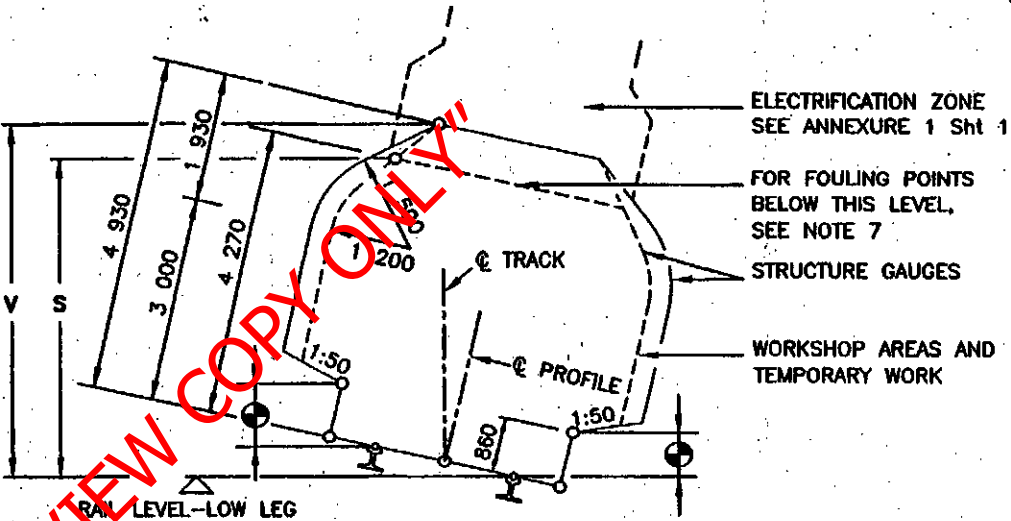 ELECTRIFICATION ZONE
SEE ANNEXURE 1 Sht 1
FOR FOULING POINTS
BELOW THIS LEVEL,
SEE NOTE 7
STRUCTURE GAUGES
WORKSHOP AREAS AND
TEMPORARY WORK
4 930
1 930
3 000
4 270
V
S
1 200
℄ TRACK
℄ PROFILE
1:50
1:50
860
RAIL LEVEL-LOW LEG
VIEW COPY ONLY"